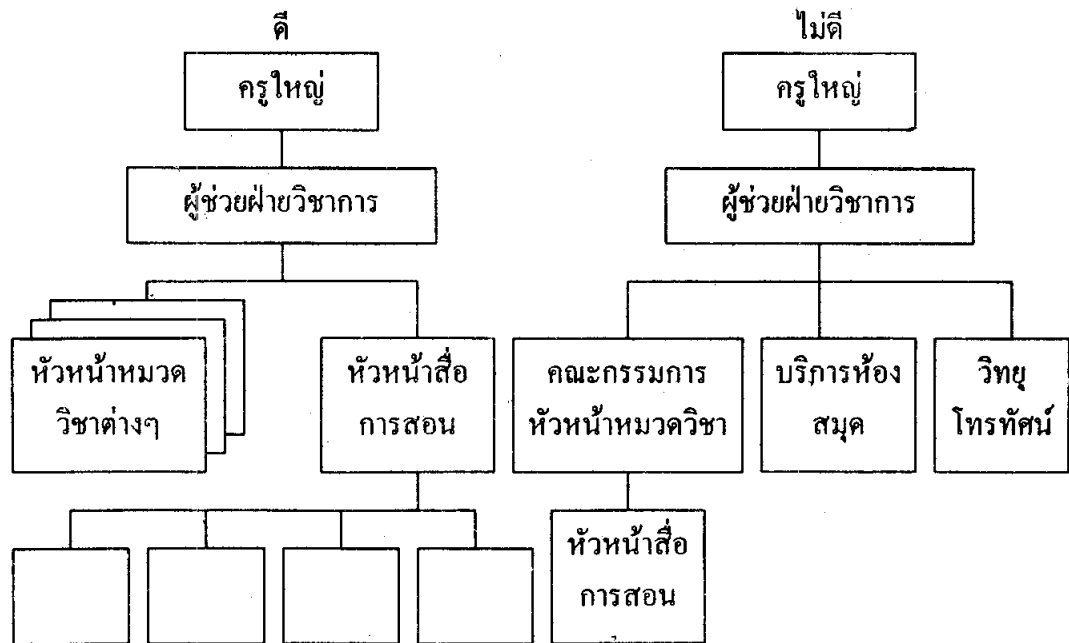 ดี
ครูใหญ่
ผู้ช่วยฝ่ายวิชาการ
หัวหน้าหมวด
วิชาต่างๆ
หัวหน้าสื่อ
การสอน
ไม่ดี
ครูใหญ่
ผู้ช่วยฝ่ายวิชาการ
คณะกรรมการ
หัวหน้าหมวดวิชา
บริการห้อง
สมุด
วิทยุ
โทรทัศน์
หัวหน้าสื่อ
การสอน